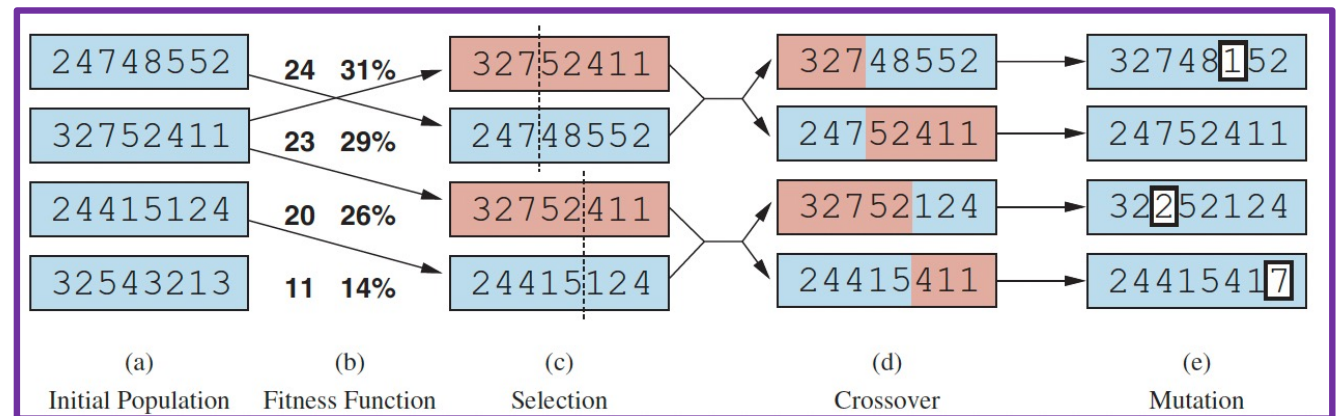 24748552 24 31% 32752411 32748552 32748152
32752411 23 29% 24748552 24752411 24752411
24415124 20 26% 32752411 32752124 32252124
32543213 11 14% 24415124 24415411 24415417
(a) (b) (c) (d) (e)
Initial Population Fitness Function Selection Crossover Mutation